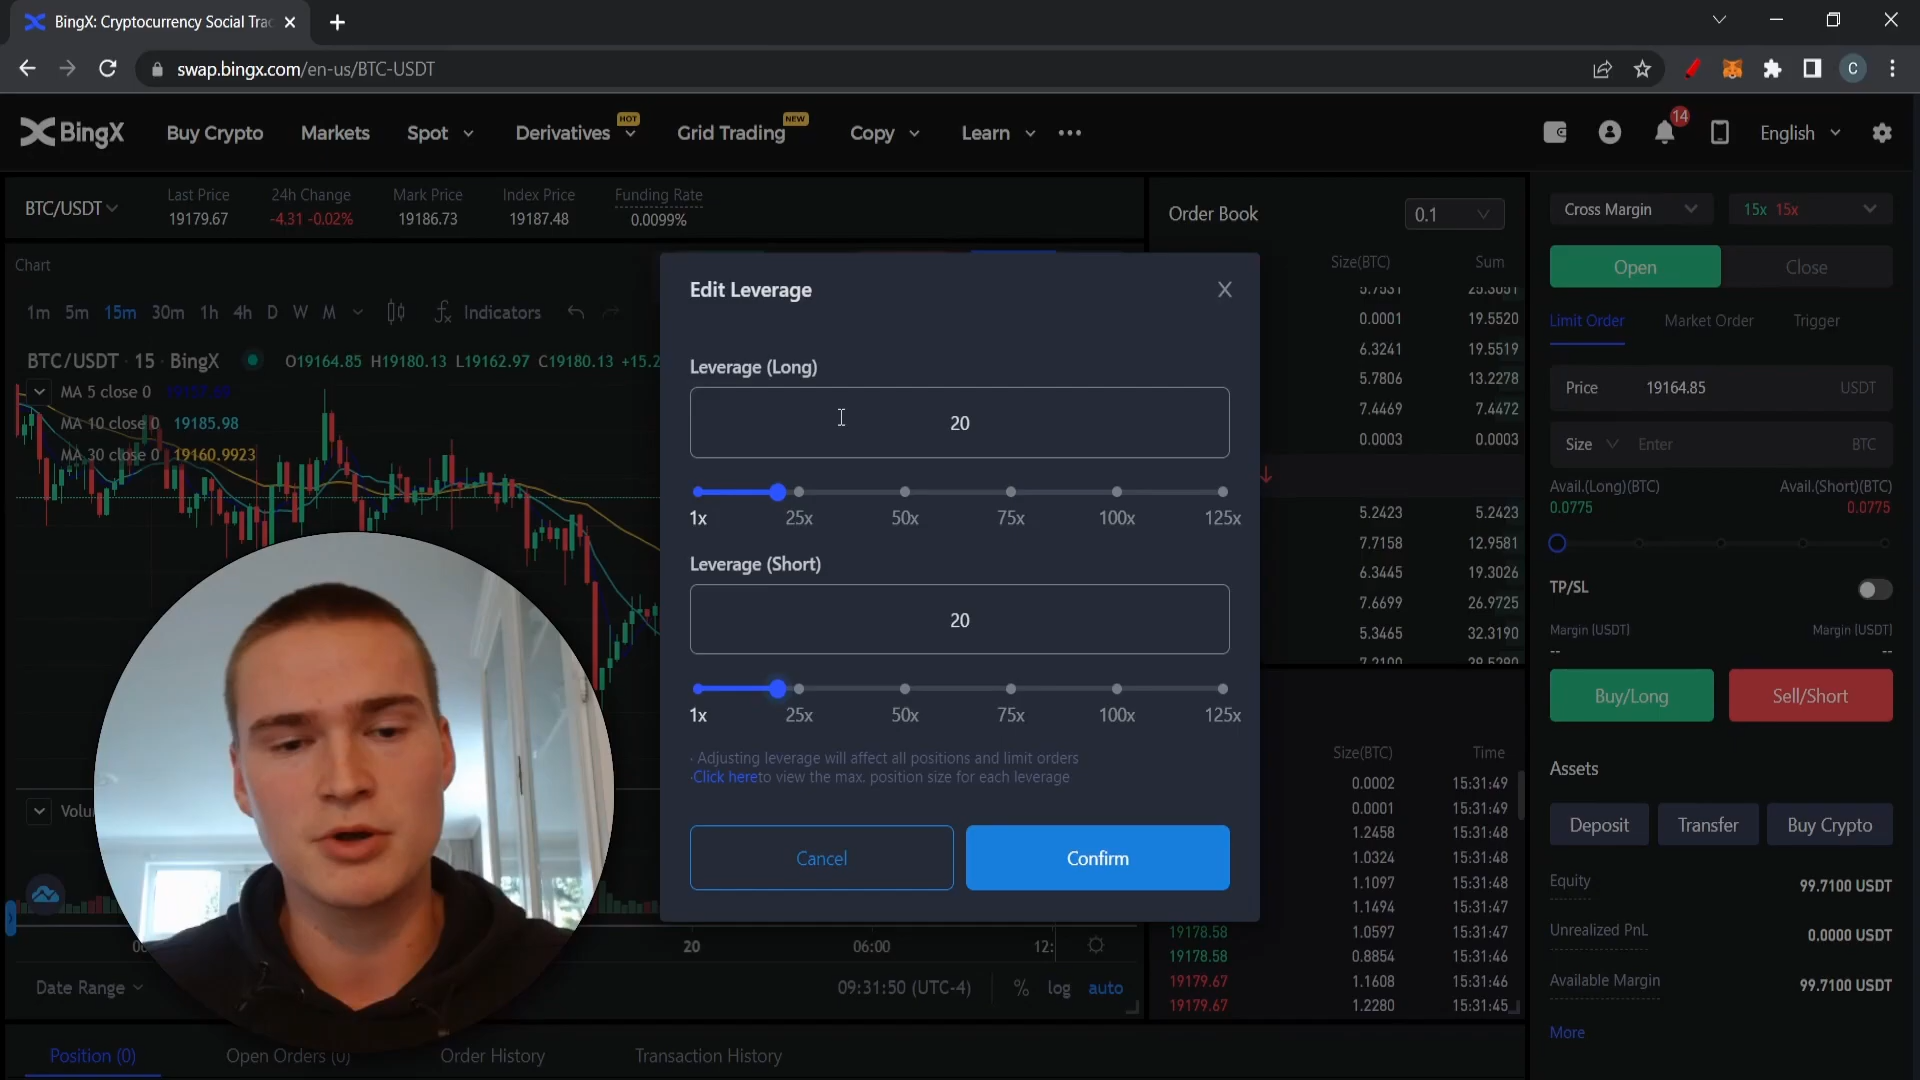 BingX: Cryptocurrency Social Trac
swap.bingx.com/en-us/BTC-USDT
C
BingX
Buy Crypto
Markets
Spot
Derivatives
HOT
Grid Trading
NEW
Copy
Learn
14
English
BTC/USDT
Last Price
19179.67
24h Change
-4.31 -0.02%
Mark Price
19186.73
Index Price
19187.48
Funding Rate
0.0099%
Chart
1m 5m 15m 30m 1h 4h D W M
Indicators
BTC/USDT · 15 · BingX
O19164.85 H19180.13 L19162.97 C19180.13 +15.2
MA 5 close 0
MA 10 close 0 19185.98
MA 30 close 0 19160.9923
20
06:00
12:
Date Range
09:31:50 (UTC-4)
% log auto
Position (0)
Open Orders (0)
Order History
Transaction History
Edit Leverage
Leverage (Long)
20
1x 25x 50x 75x 100x 125x
Leverage (Short)
20
1x 25x 50x 75x 100x 125x
· Adjusting leverage will affect all positions and limit orders
·Click hereto view the max. position size for each leverage
Cancel
Confirm
Order Book
0.1
Size(BTC) Sum
5.7531 25.3051
0.0001 19.5520
6.3241 19.5519
5.7806 13.2278
7.4469 7.4472
0.0003 0.0003
5.2423 5.2423
7.7158 12.9581
6.3445 19.3026
7.6699 26.9725
5.3465 32.3190
7.2100 39.5290
Size(BTC) Time
0.0002 15:31:49
0.0001 15:31:49
1.2458 15:31:48
1.0324 15:31:48
1.1097 15:31:48
1.1494 15:31:47
19178.58 1.0597 15:31:47
19178.58 0.8854 15:31:46
19179.67 1.1608 15:31:46
19179.67 1.2280 15:31:45
Cross Margin
15x 15x
Open
Close
Limit Order
Market Order
Trigger
Price 19164.85 USDT
Size Enter BTC
Avail.(Long)(BTC) Avail.(Short)(BTC)
0.0775 0.0775
TP/SL
Margin (USDT) Margin (USDT)
-- --
Buy/Long
Sell/Short
Assets
Deposit
Transfer
Buy Crypto
Equity 99.7100 USDT
Unrealized PnL 0.0000 USDT
Available Margin 99.7100 USDT
More